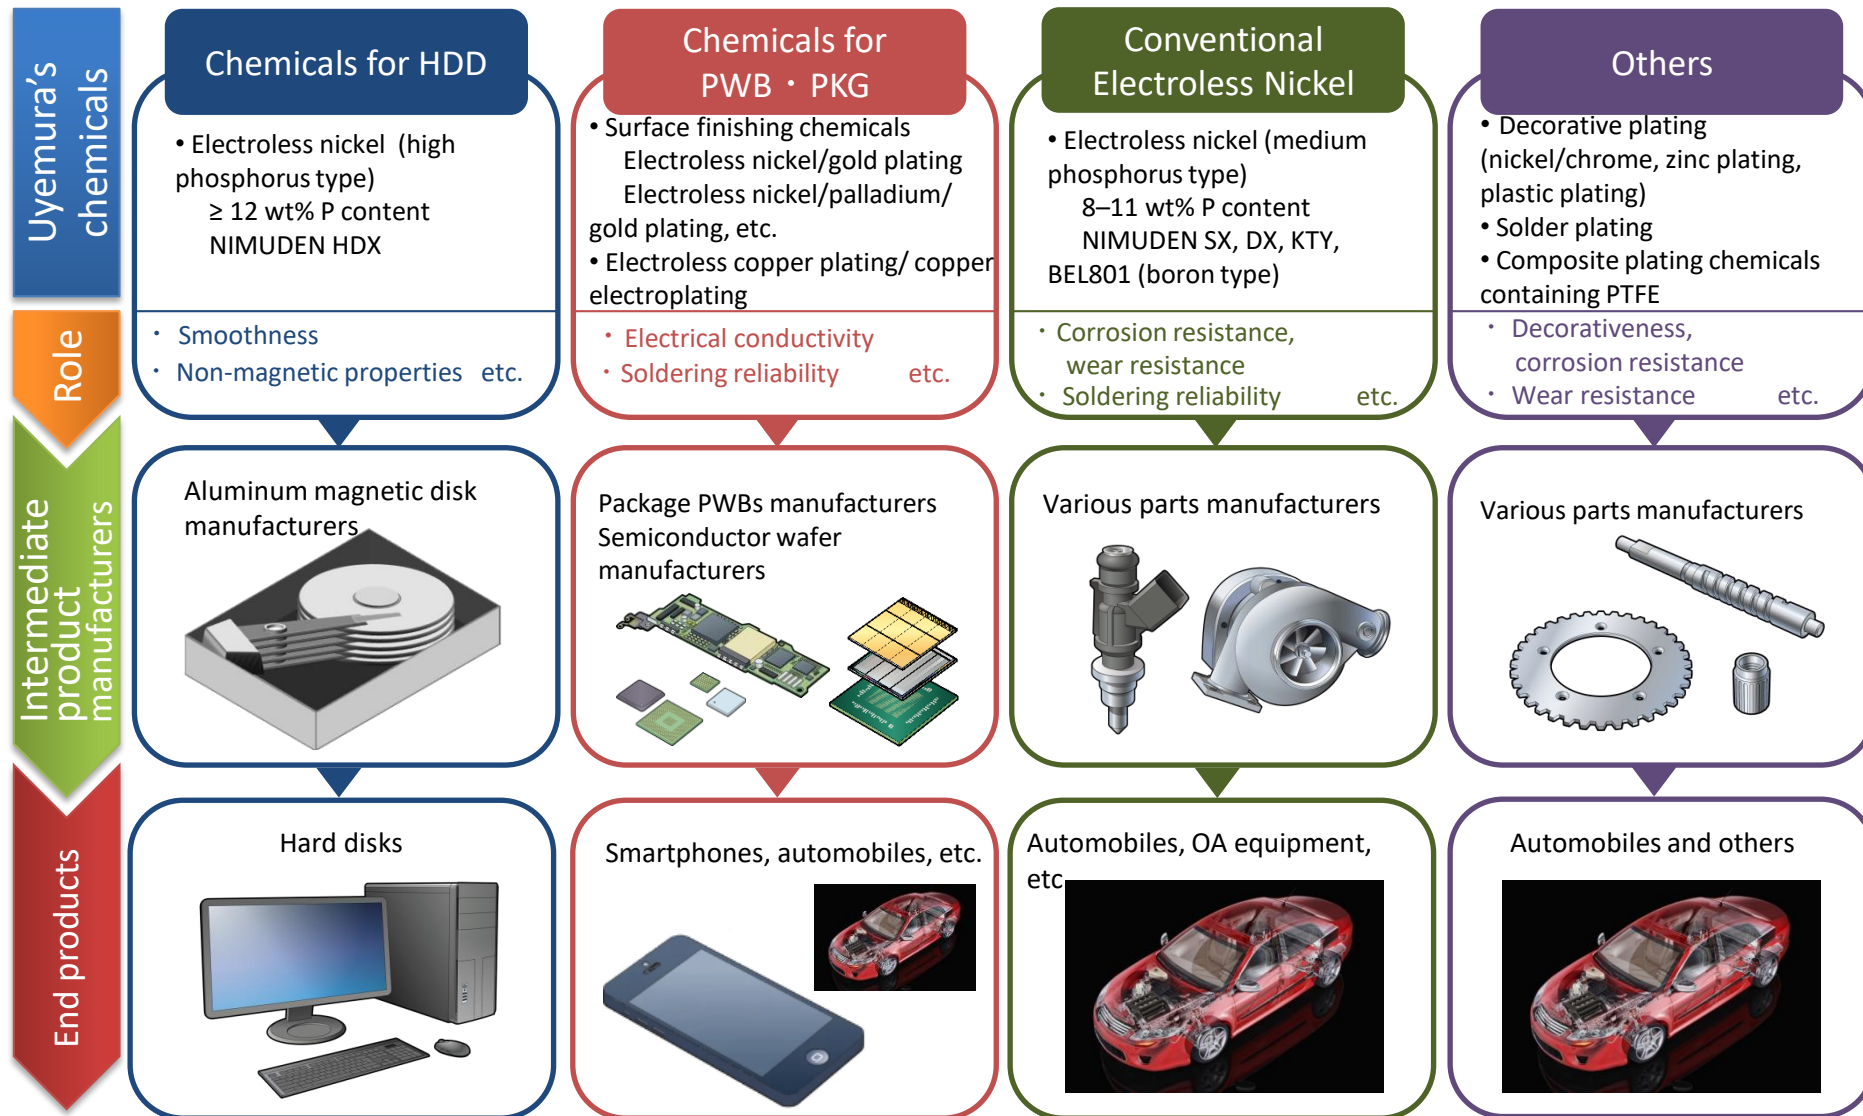 Uyemura's
chemicals
Chemicals for HDD
• Electroless nickel (high
phosphorus type)
≥ 12 wt% P content
NIMUDEN HDX
Chemicals for
PWB・PKG
• Surface finishing chemicals
Electroless nickel/gold plating
Electroless nickel/palladium/
gold plating, etc.
• Electroless copper plating/ copper
electroplating
Conventional
Electroless Nickel
• Electroless nickel (medium
phosphorus type)
8–11 wt% P content
NIMUDEN SX, DX, KTY,
BEL801 (boron type)
Others
• Decorative plating
(nickel/chrome, zinc plating,
plastic plating)
• Solder plating
• Composite plating chemicals
containing PTFE
Role
・ Smoothness
・ Non-magnetic properties etc.
・ Electrical conductivity
・ Soldering reliability etc.
・ Corrosion resistance,
wear resistance
・ Soldering reliability etc.
・ Decorativeness,
corrosion resistance
・ Wear resistance etc.
Intermediate
product
manufacturers
Aluminum magnetic disk
manufacturers
Package PWBs manufacturers
Semiconductor wafer
manufacturers
Various parts manufacturers
Various parts manufacturers
End products
Hard disks
Smartphones, automobiles, etc.
Automobiles, OA equipment,
etc
Automobiles and others